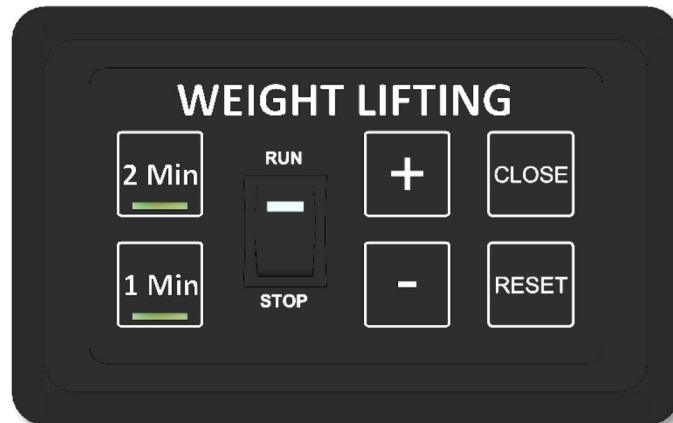 WEIGHT LIFTING
2 Min
RUN
+
CLOSE
1 Min
STOP
-
RESET